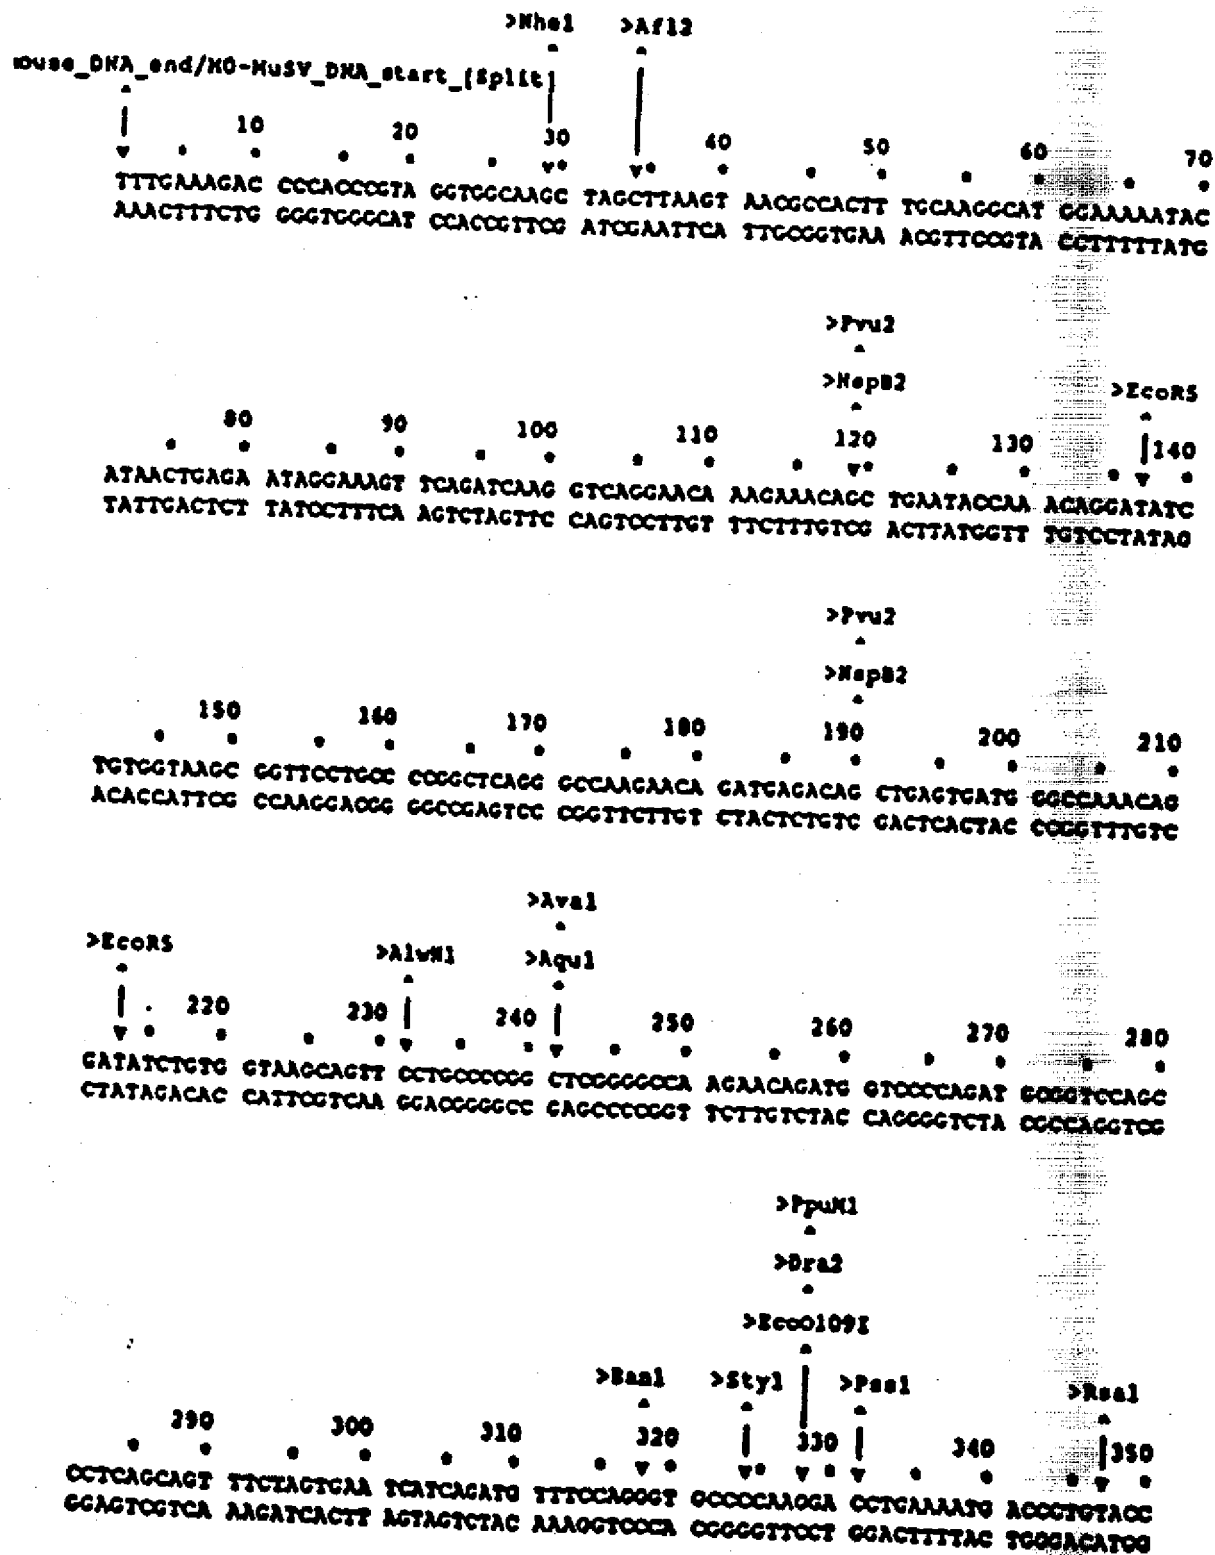 >Nhe1 >Afl2
ouse_DNA_end/MO-MuSV_DNA_start_[Split]
10 20 30 40 50 60 70
TTTGAAAGAC CCCACCCGTA GGTGGCAAGC TAGCTTAAGT AACGCCACTT TGCAAGGCAT GGAAAAATAC
AAACTTTCTG GGGTGGGCAT CCACCGTTCG ATCGAATTCA TTGCGGTGAA ACGTTCCGTA CCTTTTTATG
>Pvu2
>NspB2 >EcoR5
80 90 100 110 120 130 140
ATAACTGAGA ATAGGAAAGT TCAGATCAAG GTCAGGAACA AAGAAACAGC TGAATACCAA ACAGGATATC
TATTGACTCT TATCCTTTCA AGTCTAGTTC CAGTCCTTGT TTCTTTGTCG ACTTATGGTT TGTCCTATAG
>Pvu2
>NspB2
150 160 170 180 190 200 210
TGTGGTAAGC GGTTCCTGCC CCGGCTCAGG GCCAAGAACA GATGAGACAG CTGAGTGATG GGCCAAACAG
ACACCATTCG CCAAGGACGG GGCCGAGTCC CGGTTCTTGT CTACTCTGTC GACTCACTAC CCGGTTTGTC
>Ava1
>EcoR5 >AlwN1 >Aqu1
220 230 240 250 260 270 280
GATATCTGTG GTAAGCAGTT CCTGCCCCGG CTCGGGGCCA AGAACAGATG GTCCCCAGAT GCGGTCCAGC
CTATAGACAC CATTCGTCAA GGACGGGGCC GAGCCCCGGT TCTTGTCTAC CAGGGGTCTA CGCCAGGTCG
>PpuM1
>Dra2
>EcoO109I
>Ban1 >Sty1 >Pss1 >Rsa1
290 300 310 320 330 340 350
CCTCAGCAGT TTCTAGTGAA TCATCAGATG TTTCCAGGGT GCCCCAAGGA CCTGAAAATG ACCCTGTACC
GGAGTCGTCA AAGATCACTT AGTAGTCTAC AAAGGTCCCA CGGGGTTCCT GGACTTTTAC TGGGACATGG